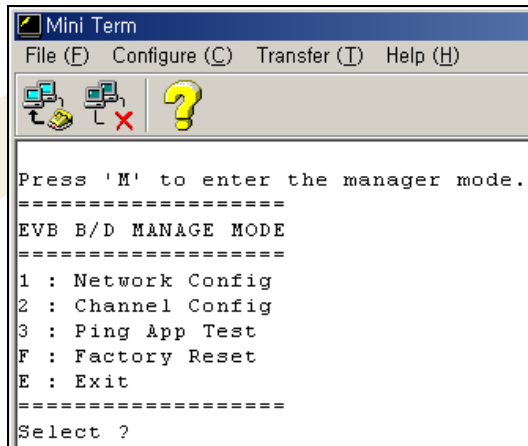 Mini Term
File (F) Configure (C) Transfer (T) Help (H)
Press 'M' to enter the manager mode.
===================
EVB B/D MANAGE MODE
===================
1 : Network Config
2 : Channel Config
3 : Ping App Test
F : Factory Reset
E : Exit
===================
Select ?